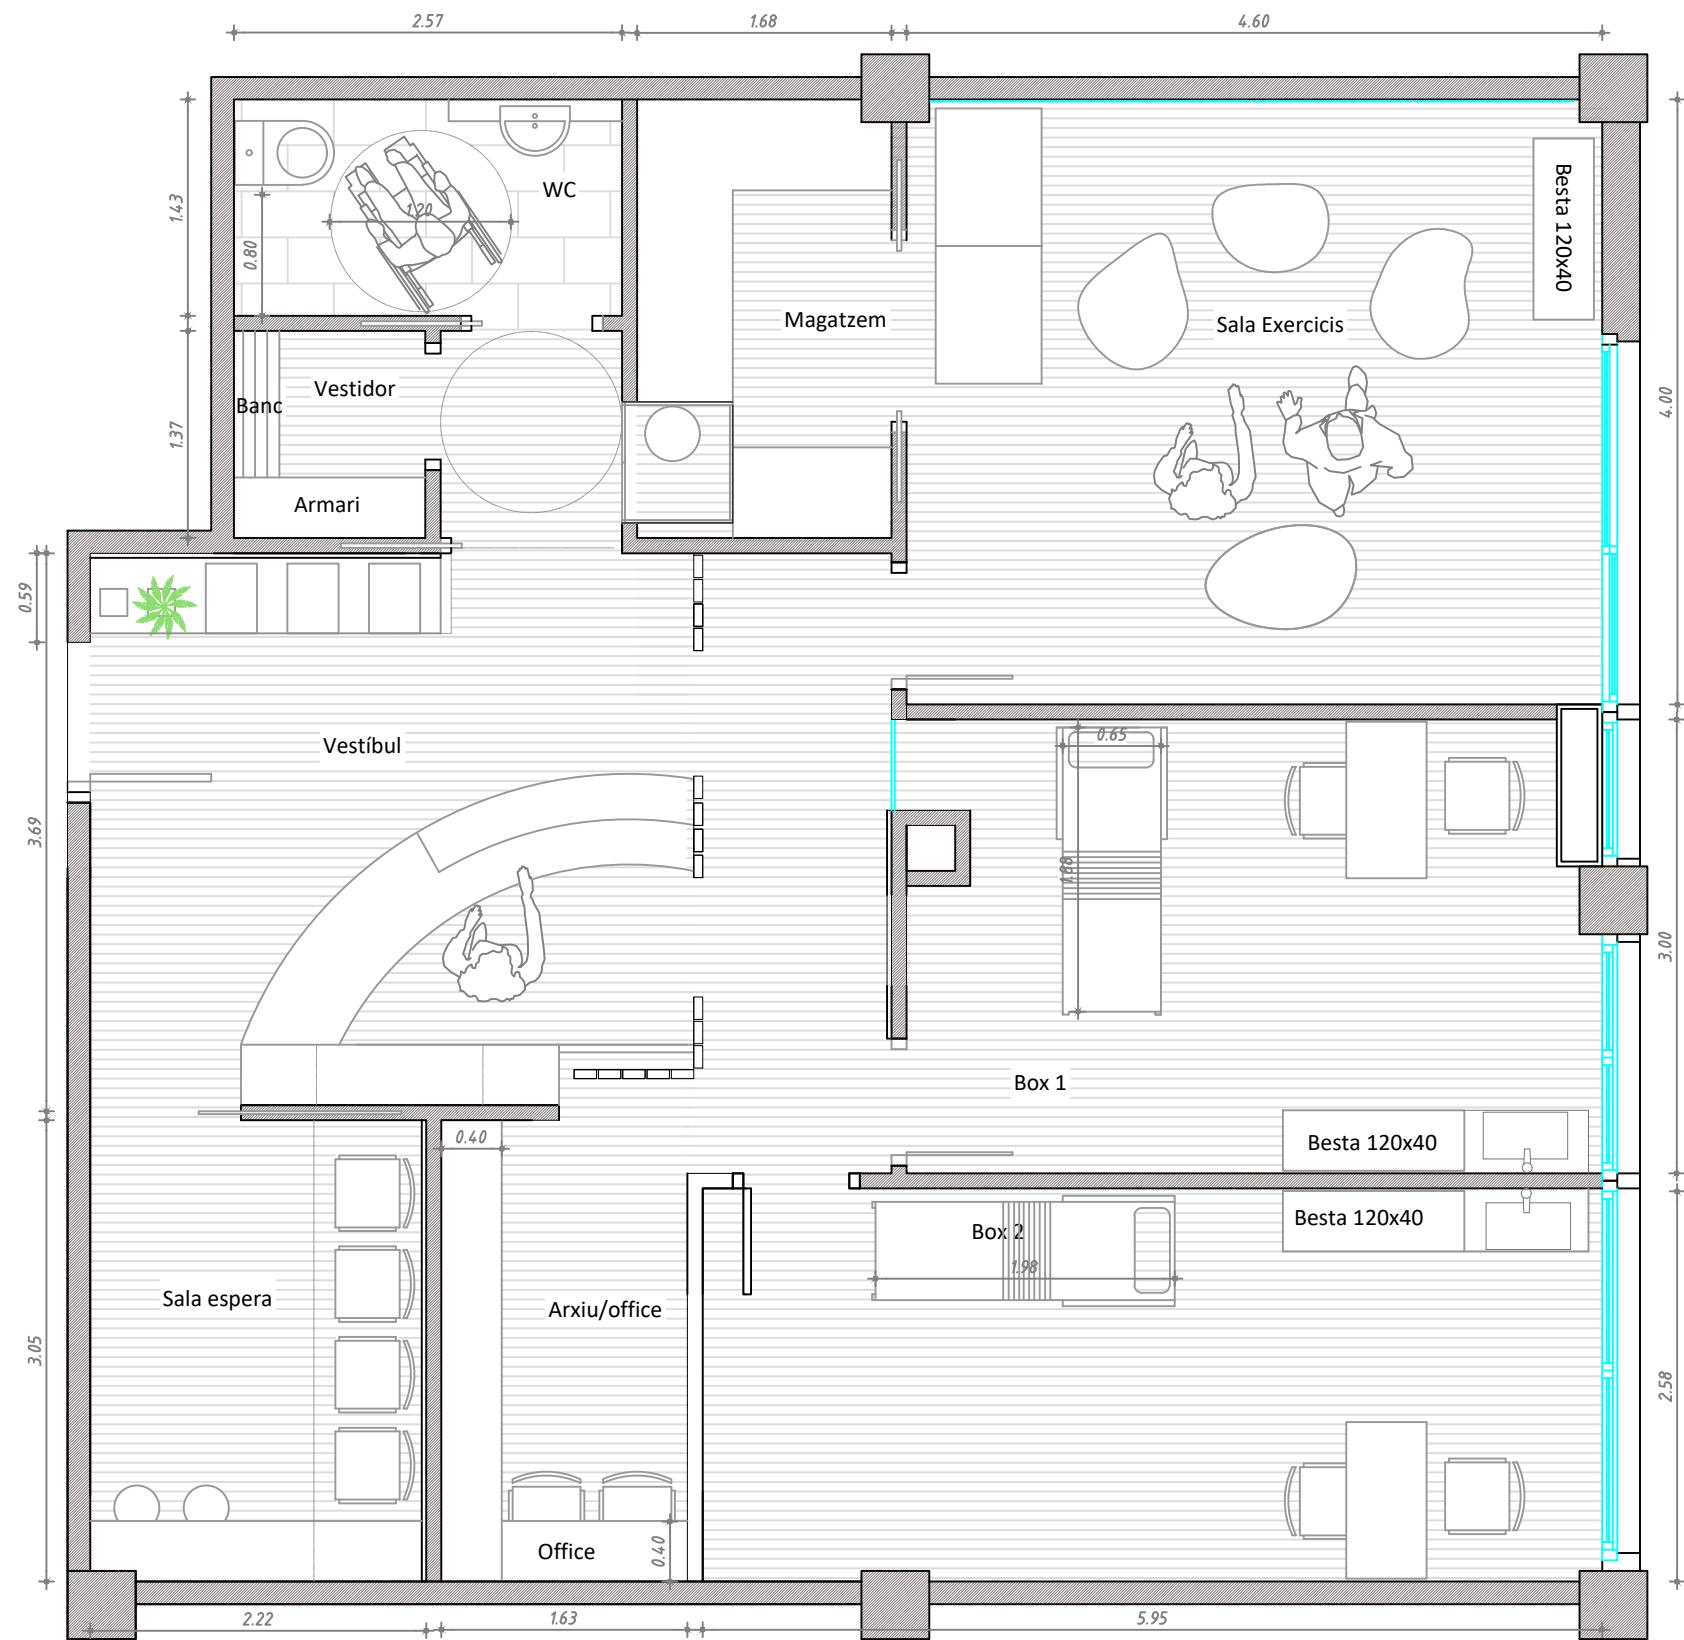 2.57
1.68
4.60
1.43
WC
1.20
0.80
Besta 120x40
Magatzem
Sala Exercicis
Vestidor
Banc
1.37
4.00
Armari
0.59
Vestíbul
0.65
3.69
1.88
3.00
Box 1
0.40
Besta 120x40
Besta 120x40
Box 2
1.98
Sala espera
Arxiu/office
3.05
2.58
Office
0.40
2.22
1.63
5.95